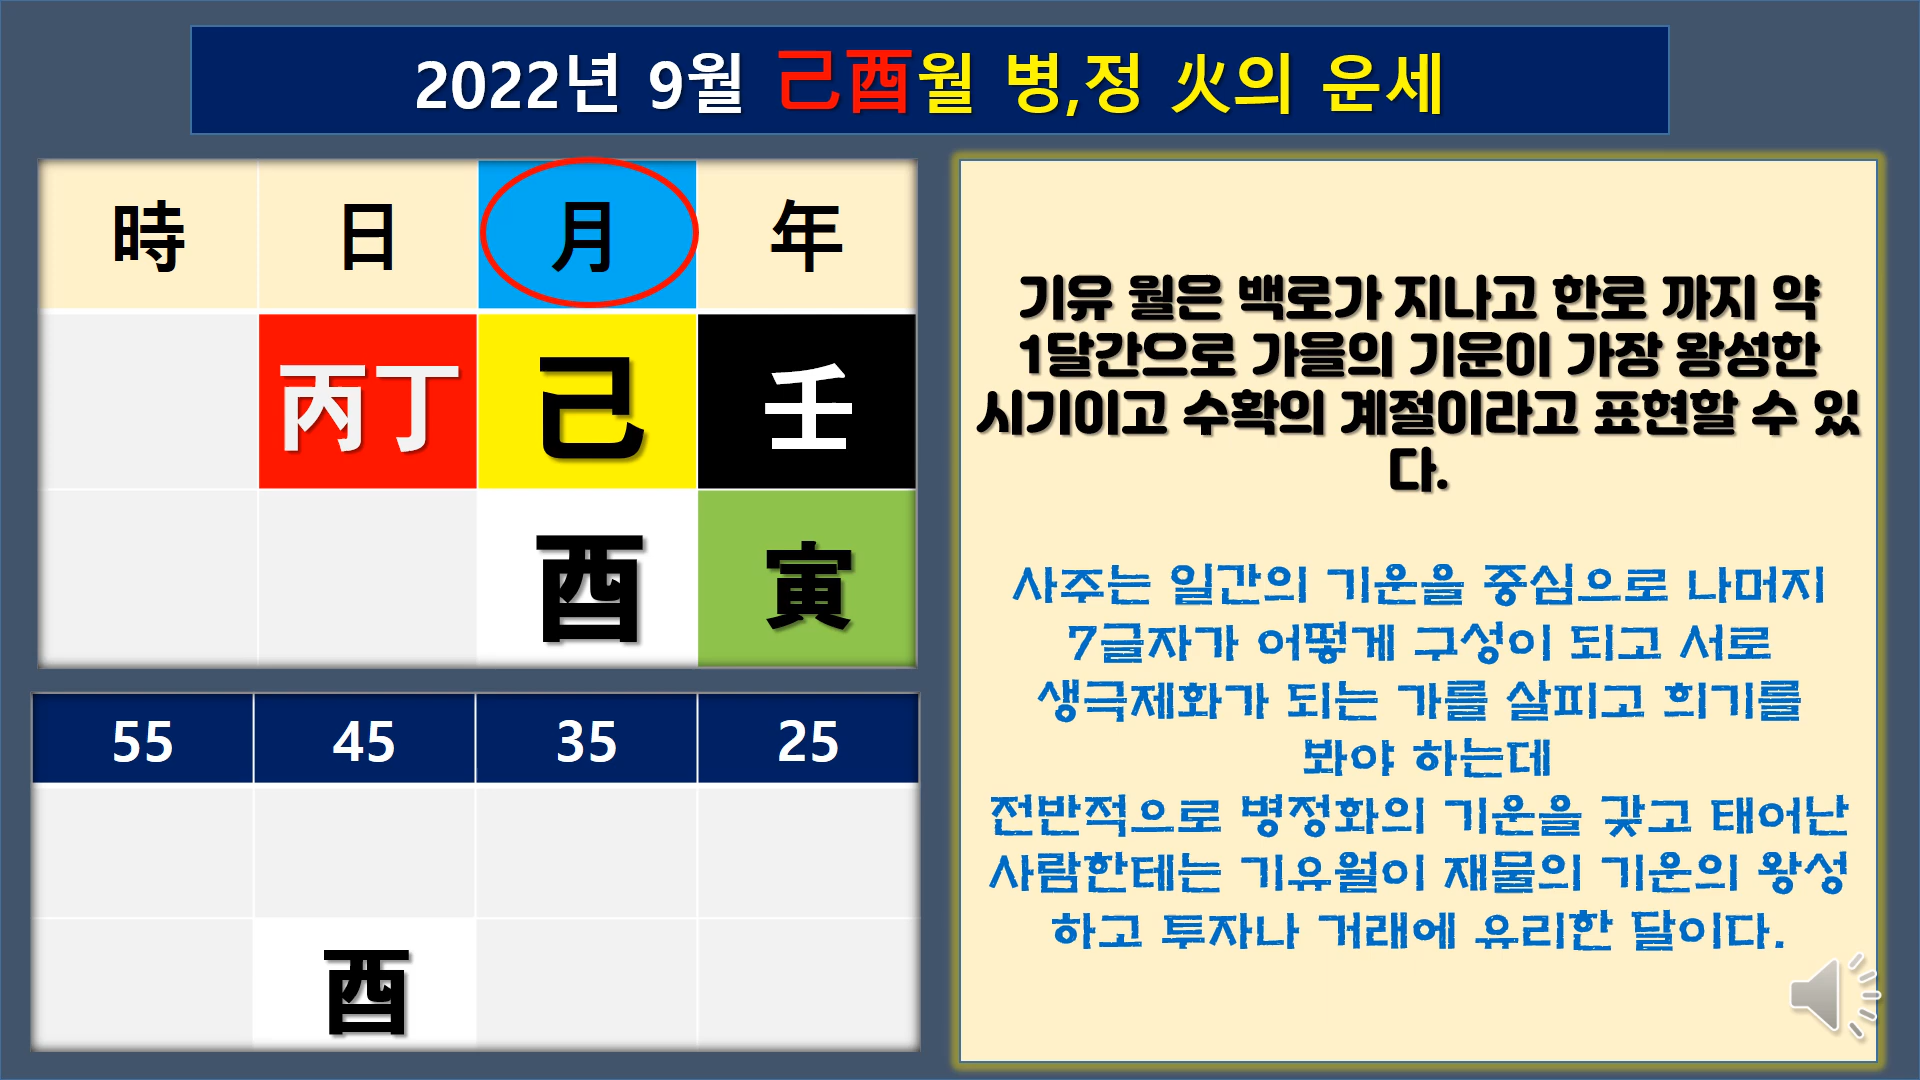 2022년 9월 己酉월 병,정 火의 운세
時 日 月 年
丙丁 己 壬
酉 寅
55 45 35 25
酉
기유 월은 백로가 지나고 한로 까지 약
1달간으로 가을의 기운이 가장 왕성한
시기이고 수확의 계절이라고 표현할 수 있
다.
사주는 일간의 기운을 중심으로 나머지
7글자가 어떻게 구성이 되고 서로
생극제화가 되는 가를 살피고 희기를
봐야 하는데
전반적으로 병정화의 기운을 갖고 태어난
사람한테는 기유월이 재물의 기운의 왕성
하고 투자나 거래에 유리한 달이다.